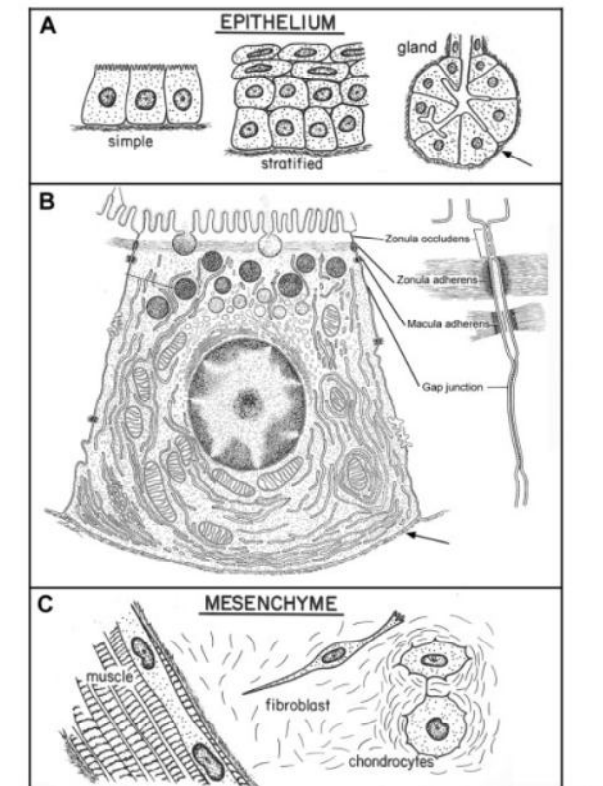 A
EPITHELIUM
simple
stratified
gland
B
Zonula occludens
Zonula adherens
Macula adherens
Gap junction
C
MESENCHYME
muscle
fibroblast
chondrocytes